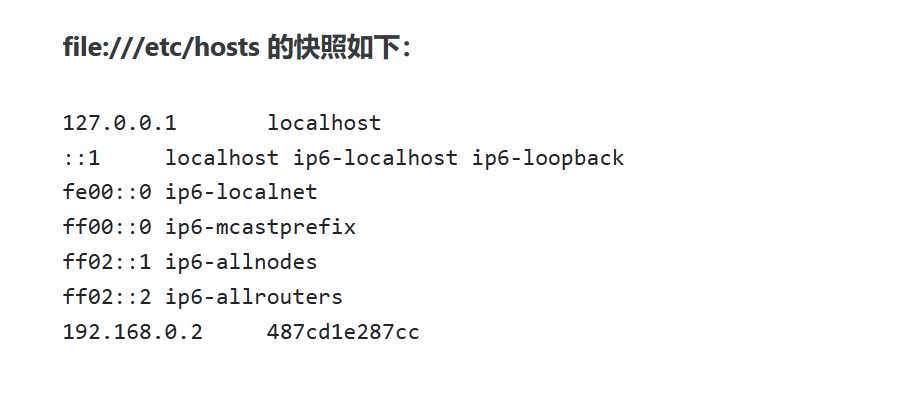 file:///etc/hosts 的快照如下：
127.0.0.1	localhost
::1	localhost ip6-localhost ip6-loopback
fe00::0	ip6-localnet
ff00::0	ip6-mcastprefix
ff02::1	ip6-allnodes
ff02::2	ip6-allrouters
192.168.0.2	487cd1e287cc